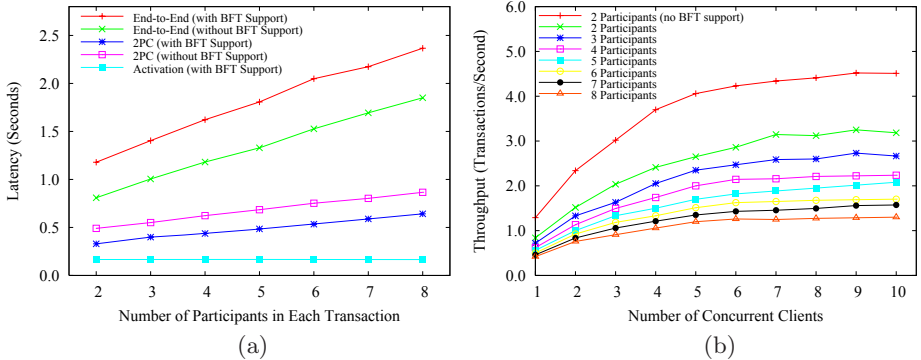 End-to-End (with BFT Support)
End-to-End (without BFT Support)
2PC (with BFT Support)
2PC (without BFT Support)
Activation (with BFT Support)
Latency (Seconds)
2.5
2.0
1.5
1.0
0.5
0.0
2 3 4 5 6 7 8
Number of Participants in Each Transaction
(a)
2 Participants (no BFT support)
2 Participants
3 Participants
4 Participants
5 Participants
6 Participants
7 Participants
8 Participants
Throughput (Transactions/Second)
6.0
5.0
4.0
3.0
2.0
1.0
0.0
1 2 3 4 5 6 7 8 9 10
Number of Concurrent Clients
(b)